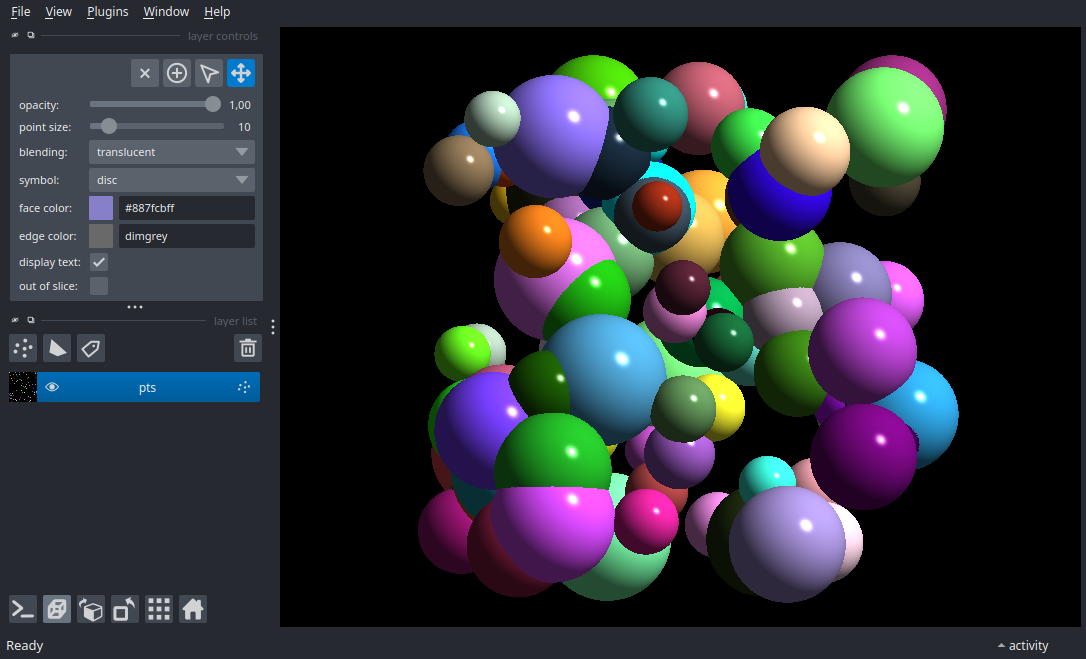 File View Plugins Window Help
layer controls
opacity: 1,00
point size: 10
blending: translucent
symbol: disc
face color: #887fcbff
edge color: dimgrey
display text:
out of slice:
layer list
pts
Ready
activity